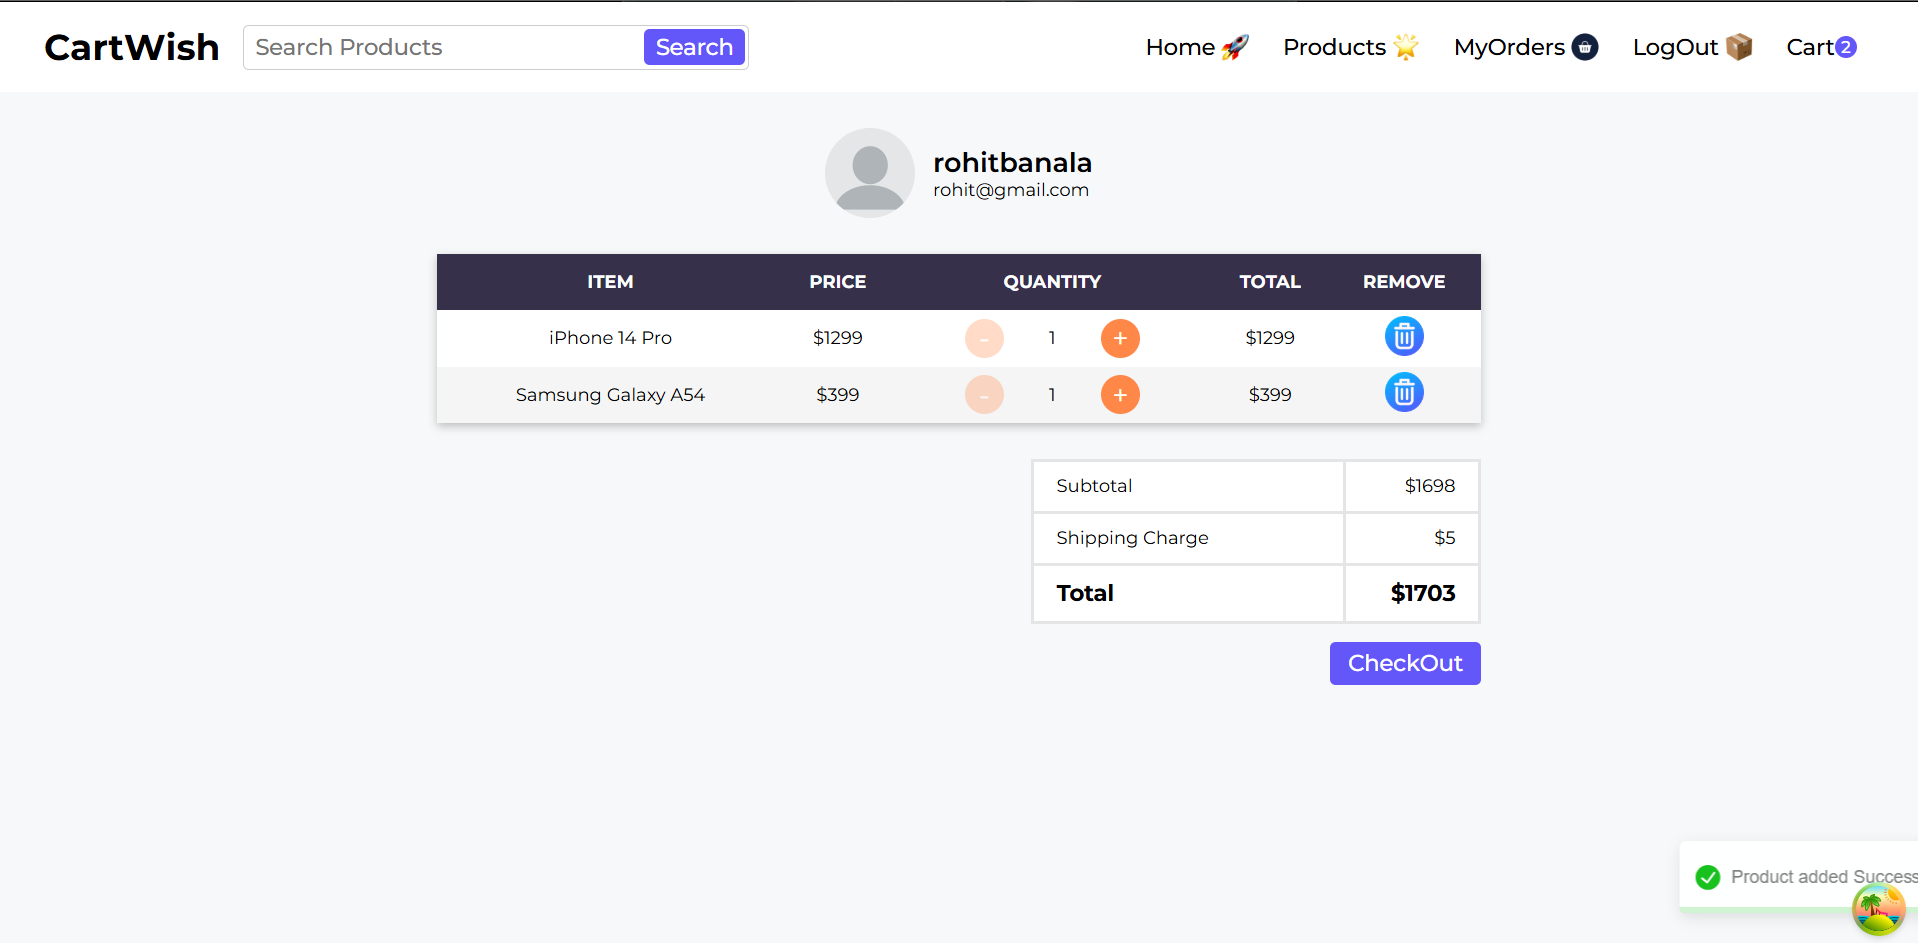 CartWish
Search Products Search
Home 🚀 Products 🌟 MyOrders LogOut 📦 Cart 2
rohitbanala
rohit@gmail.com
ITEM PRICE QUANTITY TOTAL REMOVE
iPhone 14 Pro $1299 - 1 + $1299
Samsung Galaxy A54 $399 - 1 + $399
Subtotal $1698
Shipping Charge $5
Total $1703
CheckOut
Product added Success